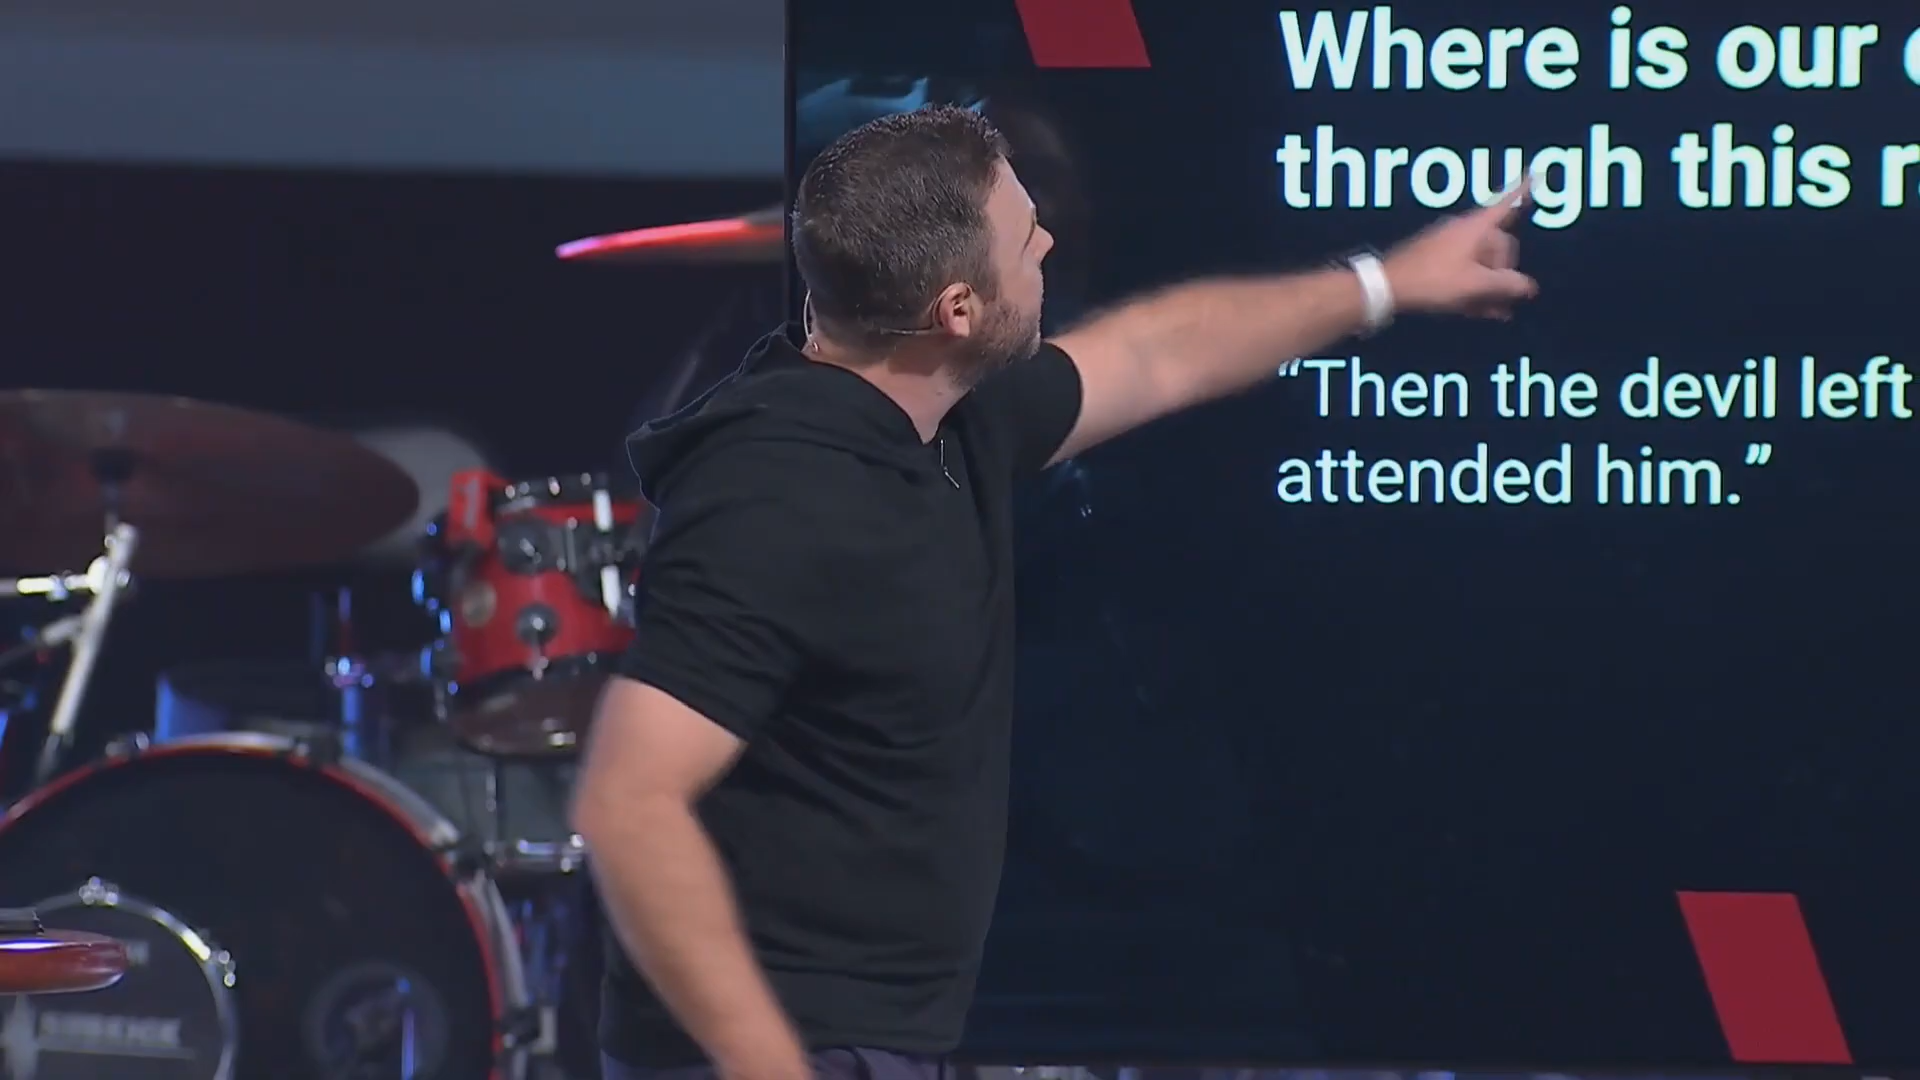 Where is our
through this
“Then the devil left
attended him.”